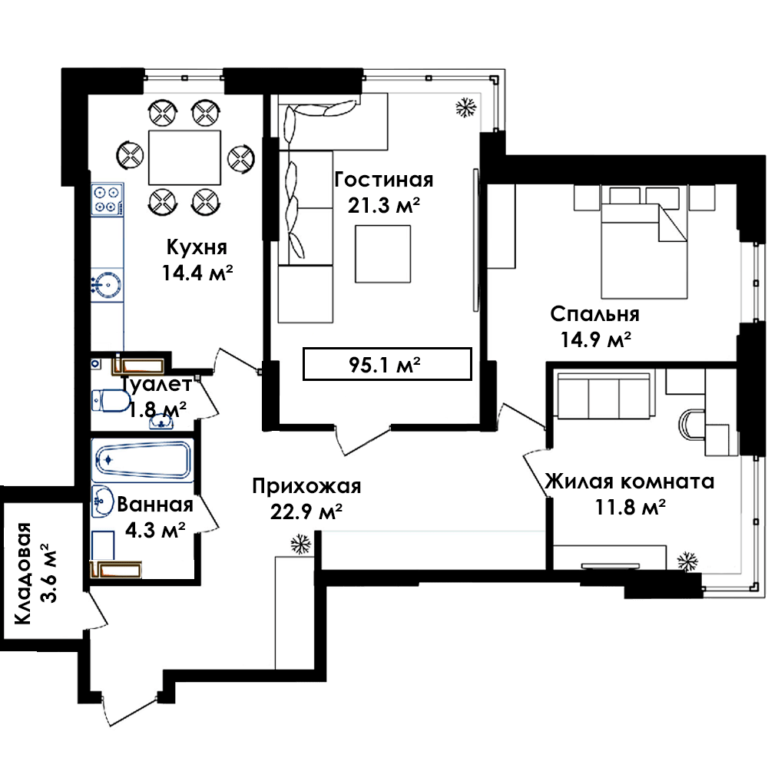 Гостиная
21.3 м²
Кухня
14.4 м²
Спальня
14.9 м²
95.1 м²
Туалет
1.8 м²
Жилая комната
11.8 м²
Прихожая
22.9 м²
Ванная
4.3 м²
Кладовая
3.6 м²